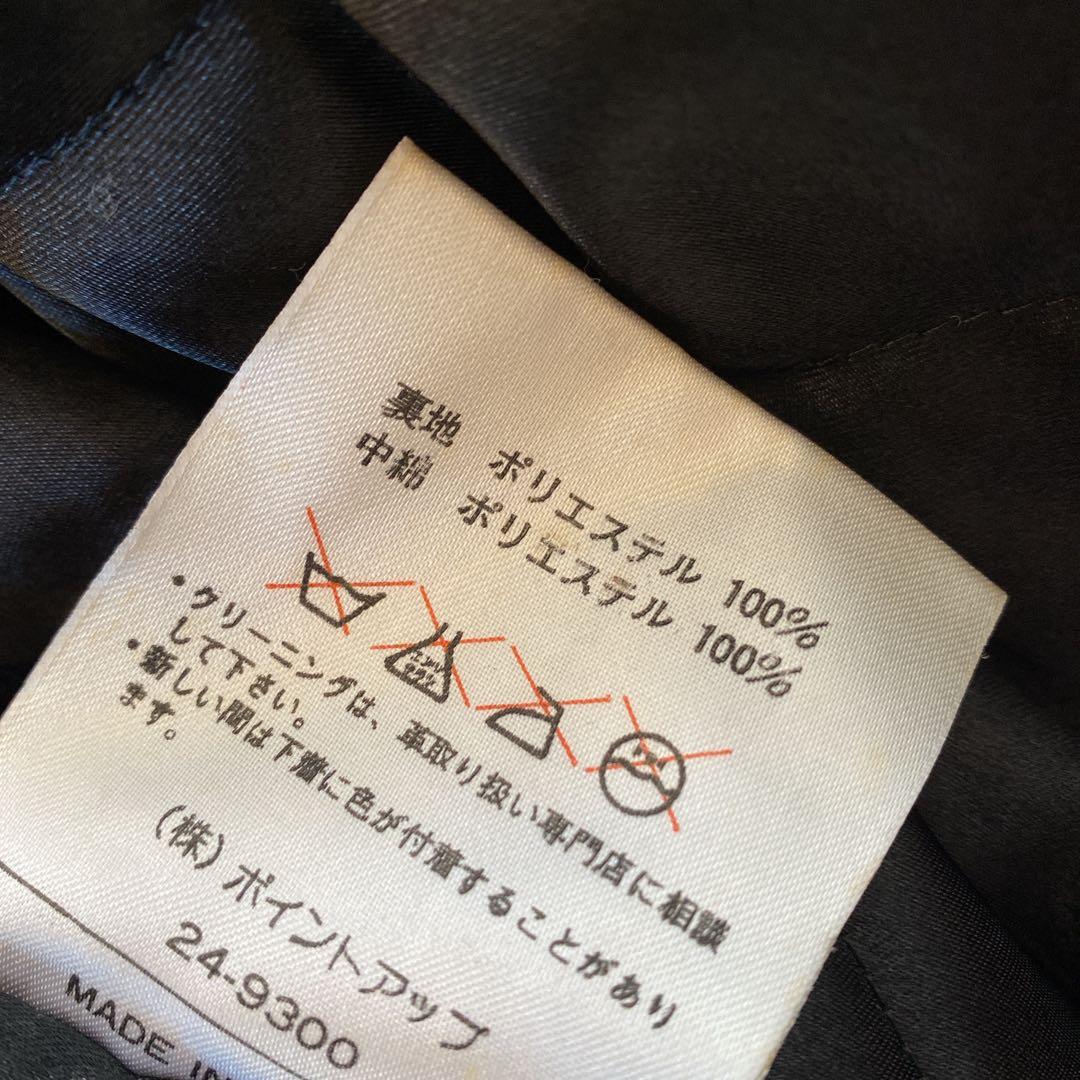 裏地 ポリエステル 100%
中綿 ポリエステル 100%
・クリーニングは、革取り扱い専門店に相談
して下さい。
・新しい間は下着に色が付着することがあり
ます。
(株)ポイントアップ
24-9300
MADE IN